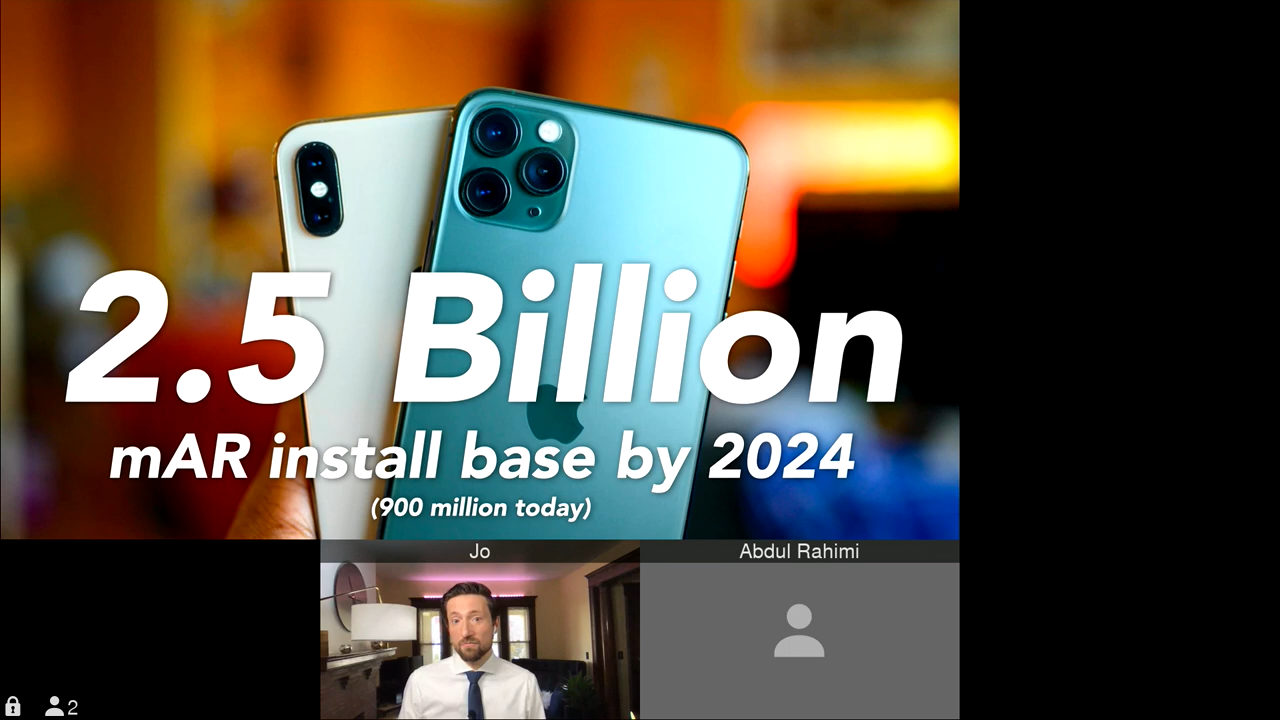 2.5 Billion
mAR install base by 2024
(900 million today)
Jo
Abdul Rahimi
2